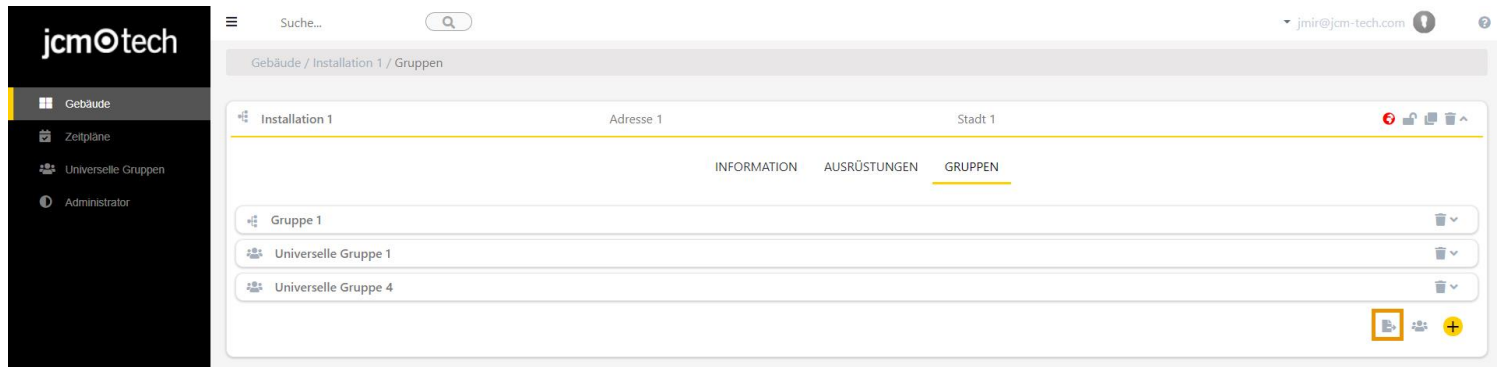 jcm tech
Suche...
jmir@jcm-tech.com
Gebäude / Installation 1 / Gruppen
Gebäude
Zeitpläne
Universelle Gruppen
Administrator
Installation 1 Adresse 1 Stadt 1
INFORMATION AUSRÜSTUNGEN GRUPPEN
Gruppe 1
Universelle Gruppe 1
Universelle Gruppe 4